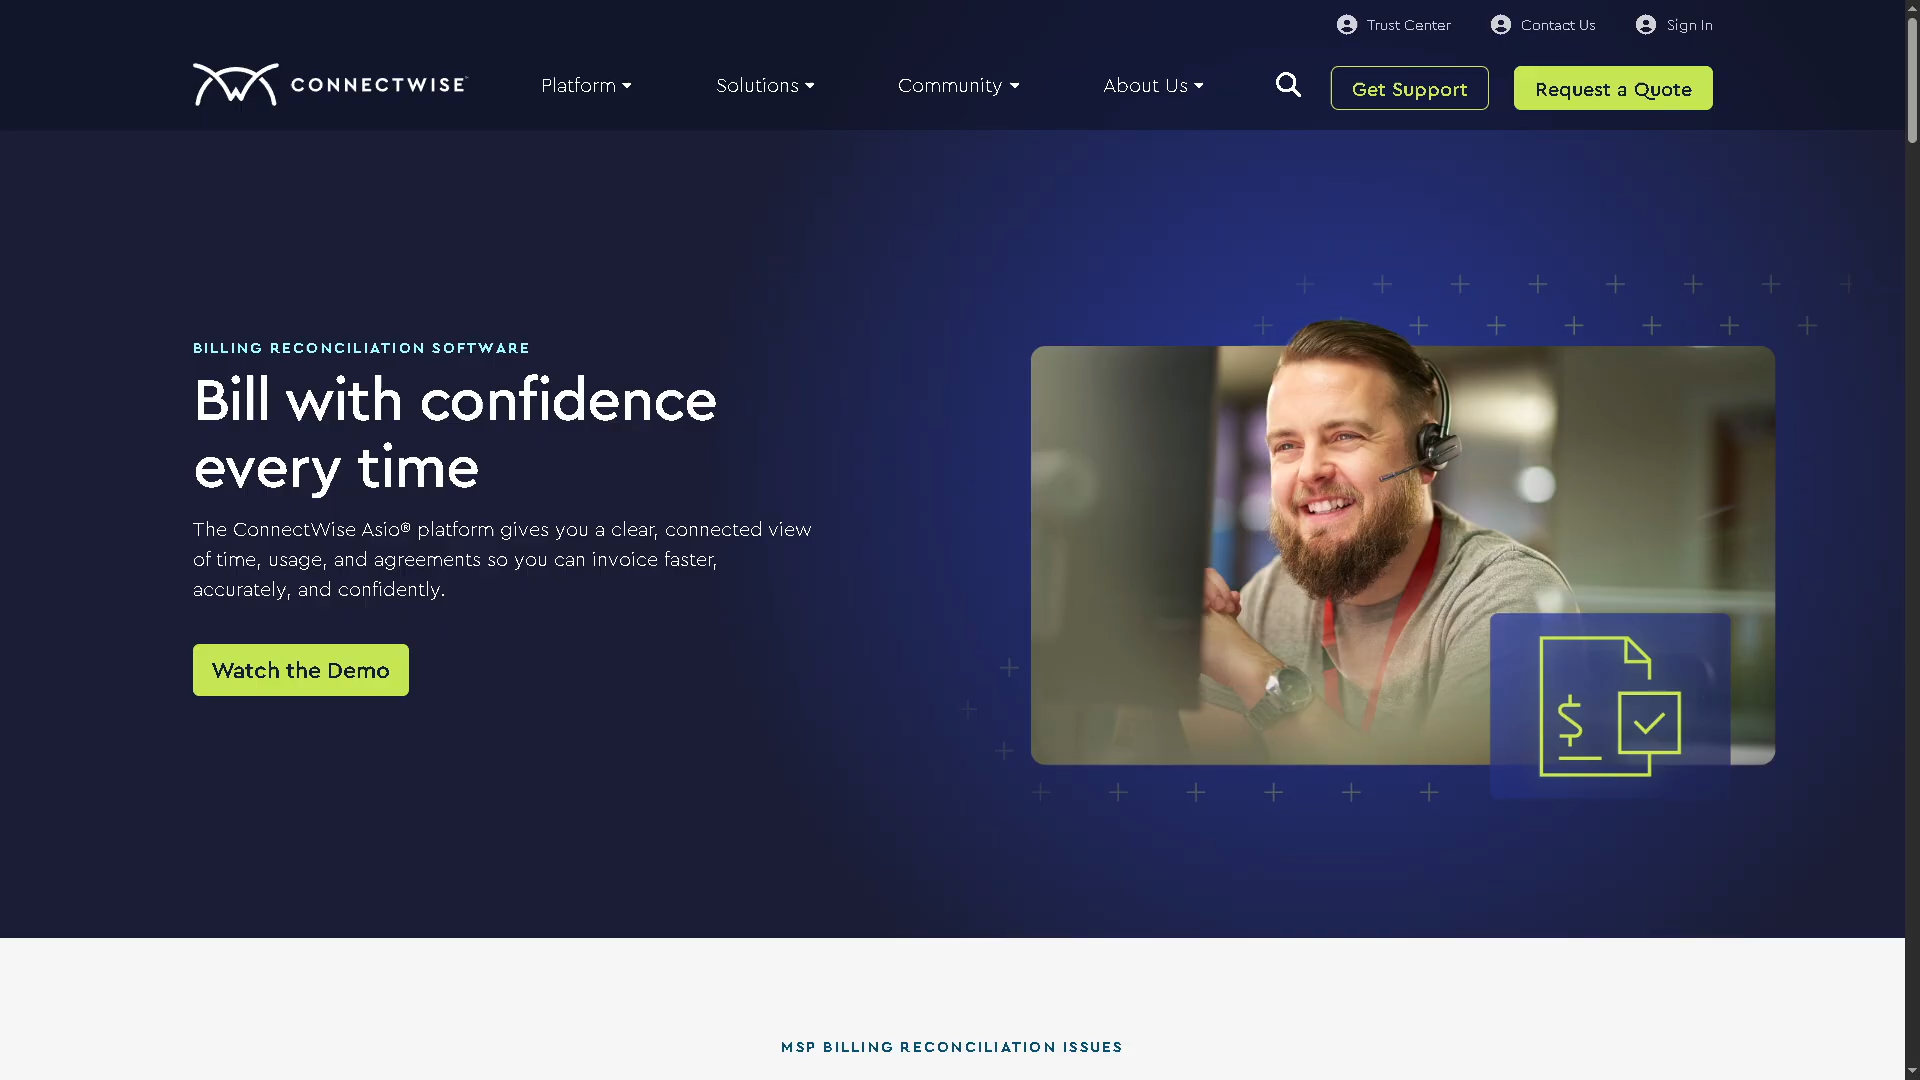 Trust Center
Contact Us
Sign In
CONNECTWISE
Platform
Solutions
Community
About Us
Get Support
Request a Quote
BILLING RECONCILIATION SOFTWARE
Bill with confidence
every time
The ConnectWise Asio® platform gives you a clear, connected view
of time, usage, and agreements so you can invoice faster,
accurately, and confidently.
Watch the Demo
$
MSP BILLING RECONCILIATION ISSUES